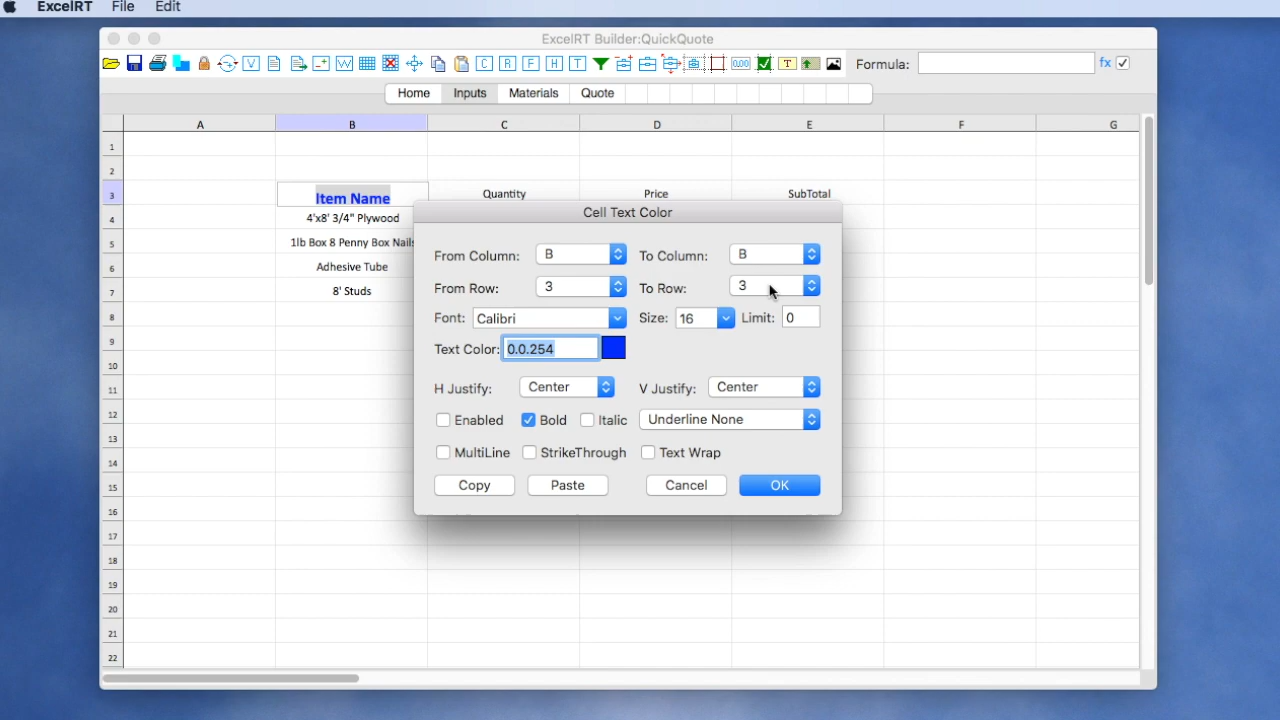 ExcelRT File Edit
ExcelRT Builder:QuickQuote
V W C R F H T 0.00 T Formula: fx
Home Inputs Materials Quote
A B C D E F G
1
2
3 Item Name Quantity Price SubTotal
4 4'x8' 3/4" Plywood
5 1lb Box 8 Penny Box Nails
6 Adhesive Tube
7 8' Studs
8
9
10
11
12
13
14
15
16
17
18
19
20
21
22
Cell Text Color
From Column: B To Column: B
From Row: 3 To Row: 3
Font: Calibri Size: 16 Limit: 0
Text Color: 0.0.254
H Justify: Center V Justify: Center
Enabled Bold Italic Underline None
MultiLine StrikeThrough Text Wrap
Copy Paste Cancel OK